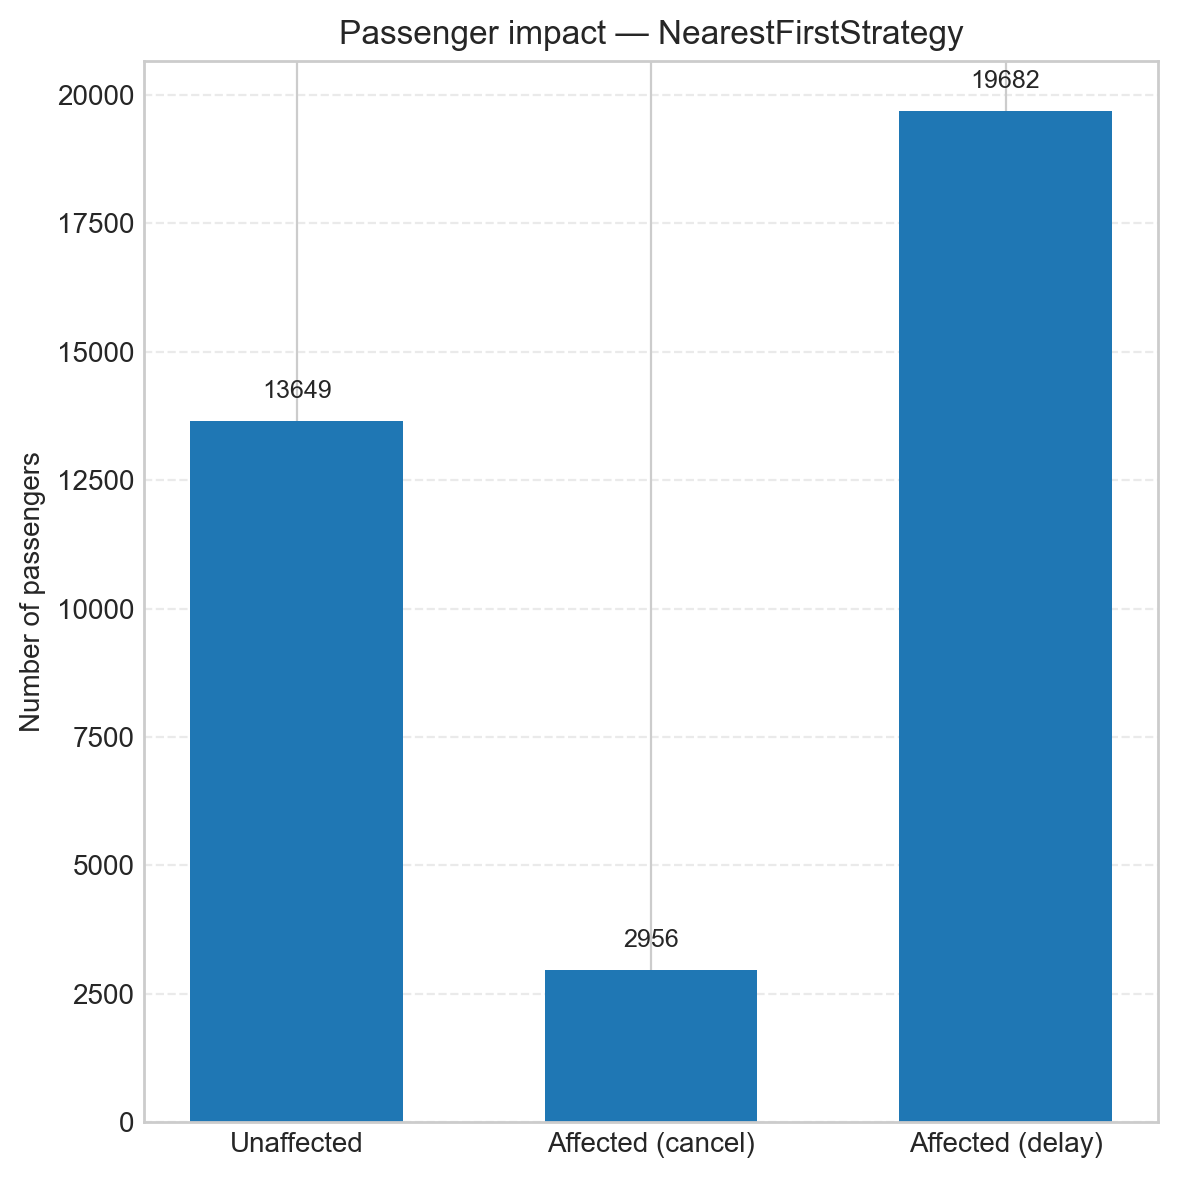 Passenger impact — NearestFirstStrategy
Number of passengers
20000
17500
15000
12500
10000
7500
5000
2500
0
13649
2956
19682
Unaffected
Affected (cancel)
Affected (delay)